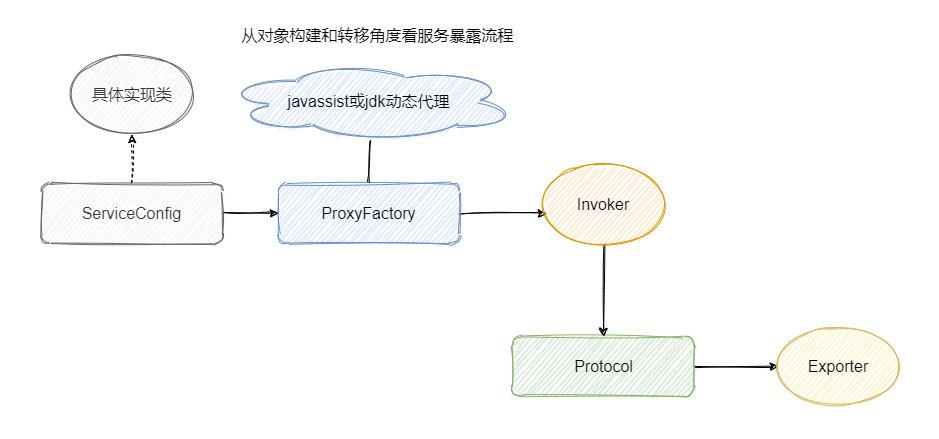 从对象构建和转移角度看服务暴露流程
具体实现类
javassist或jdk动态代理
ServiceConfig
ProxyFactory
Invoker
Protocol
Exporter